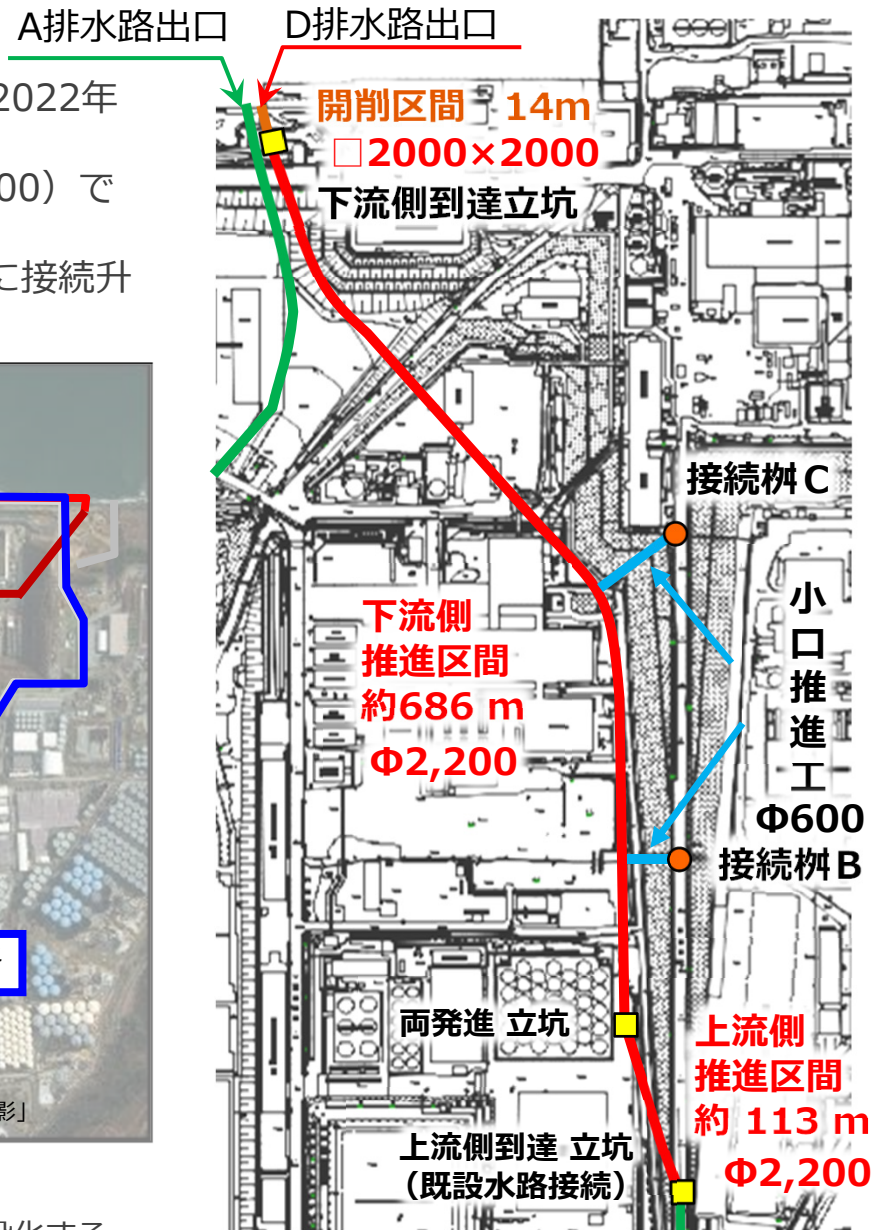 A排水路出口
D排水路出口
2022年
00）で
に接続升
開削区間 14m
□2000×2000
下流側到達立坑
接続桝C
小口推進工
Φ600
下流側
推進区間
約686 m
Φ2,200
接続桝B
両発進 立坑
上流側
推進区間
約 113 m
Φ2,200
上流側到達 立坑
（既設水路接続）
影」
化する